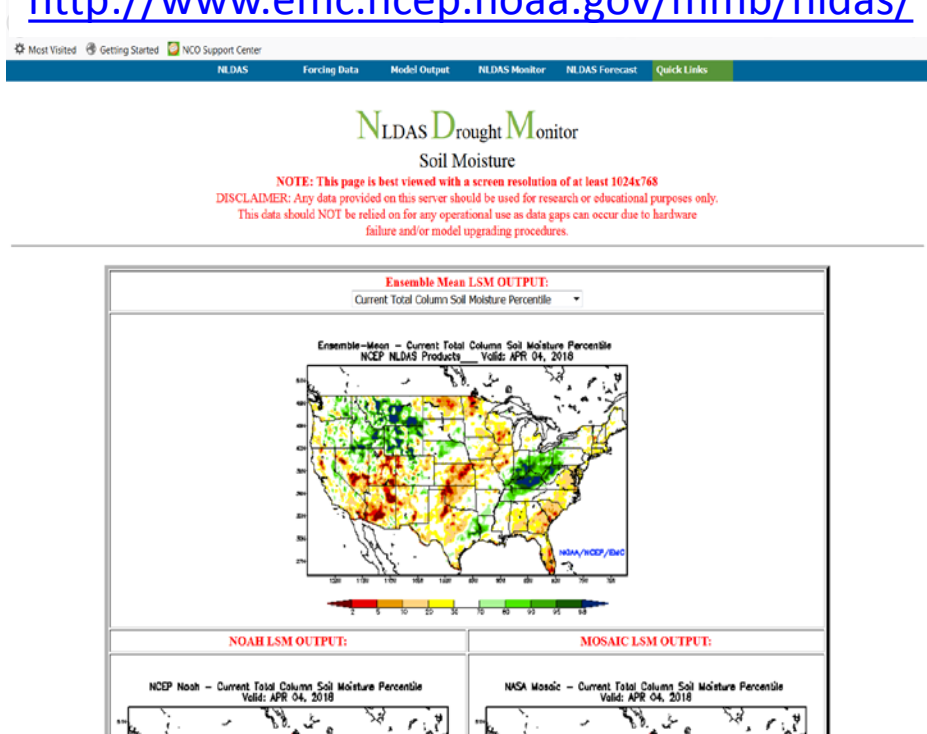 http://www.emc.ncep.noaa.gov/mmb/nldas/
Most Visited Getting Started NCO Support Center
NLDAS Forcing Data Model Output NLDAS Monitor NLDAS Forecast Quick Links
NLDAS Drought Monitor
Soil Moisture
NOTE: This page is best viewed with a screen resolution of at least 1024x768
DISCLAIMER: Any data provided on this server should be used for research or educational purposes only.
This data should NOT be relied on for any operational use as data gaps can occur due to hardware
failure and/or model upgrading procedures.
Ensemble Mean LSM OUTPUT:
Current Total Column Soil Moisture Percentile
Ensemble-Mean - Current Total Column Soil Moisture Percentile
NCEP NLDAS Products Valid: APR 04, 2018
NOAA/NCEP/EMC
2 5 10 20 30 70 80 90 95 98
NOAH LSM OUTPUT: MOSAIC LSM OUTPUT:
NCEP Noah - Current Total Column Soil Moisture Percentile
Valid: APR 04, 2018
NASA Mosaic - Current Total Column Soil Moisture Percentile
Valid: APR 04, 2018